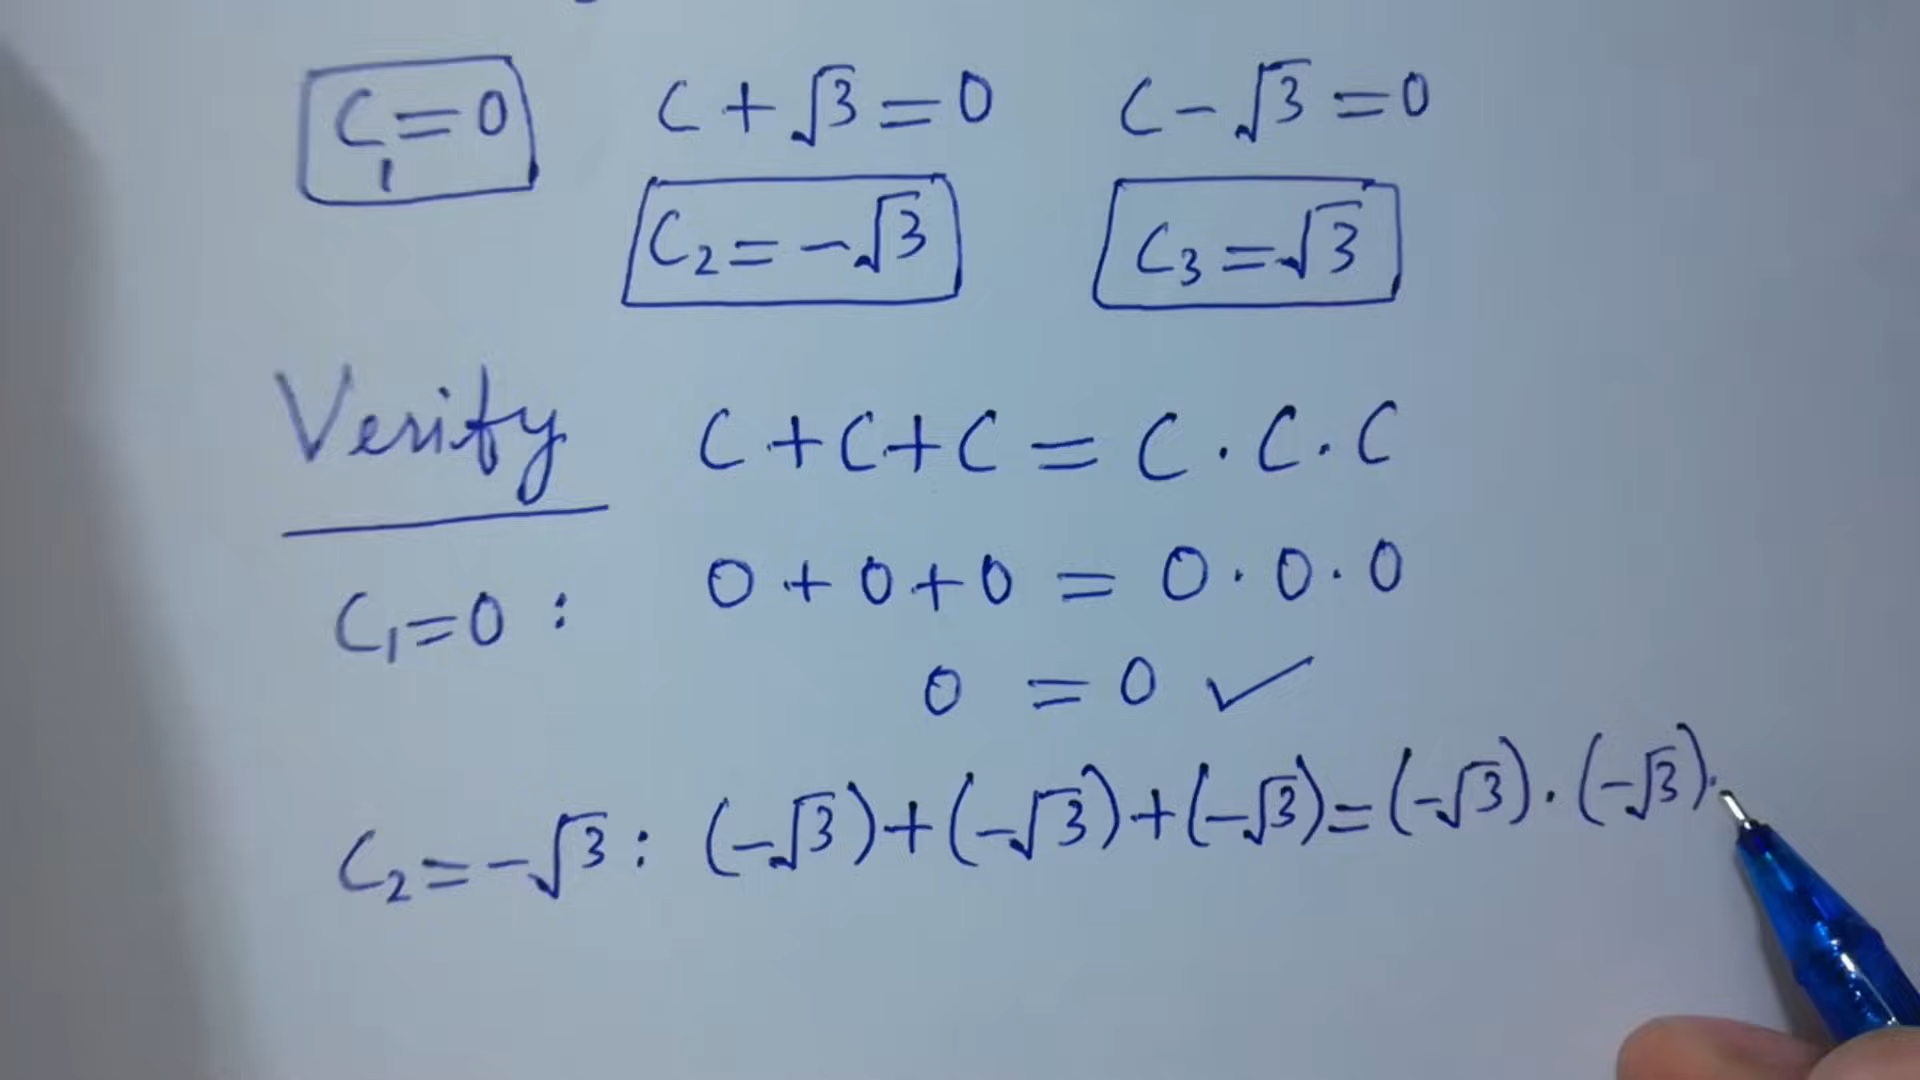 C₁=0 C+√3=0 C-√3=0
C₂=-√3 C₃=√3
Verify C+C+C=C·C·C
C₁=0: 0+0+0=0·0·0
0=0 ✓
C₂=-√3: (-√3)+(-√3)+(-√3)=(-√3)·(-√3)·